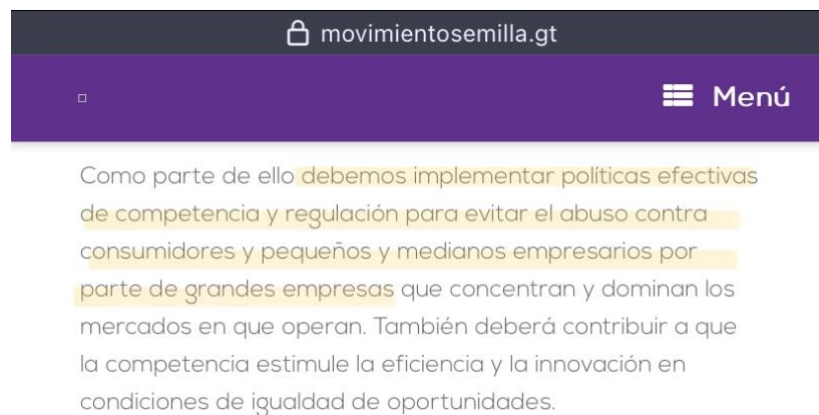 movimientosemilla.gt
Menú
Como parte de ello debemos implementar políticas efectivas
de competencia y regulación para evitar el abuso contra
consumidores y pequeños y medianos empresarios por
parte de grandes empresas que concentran y dominan los
mercados en que operan. También deberá contribuir a que
la competencia estimule la eficiencia y la innovación en
condiciones de igualdad de oportunidades.